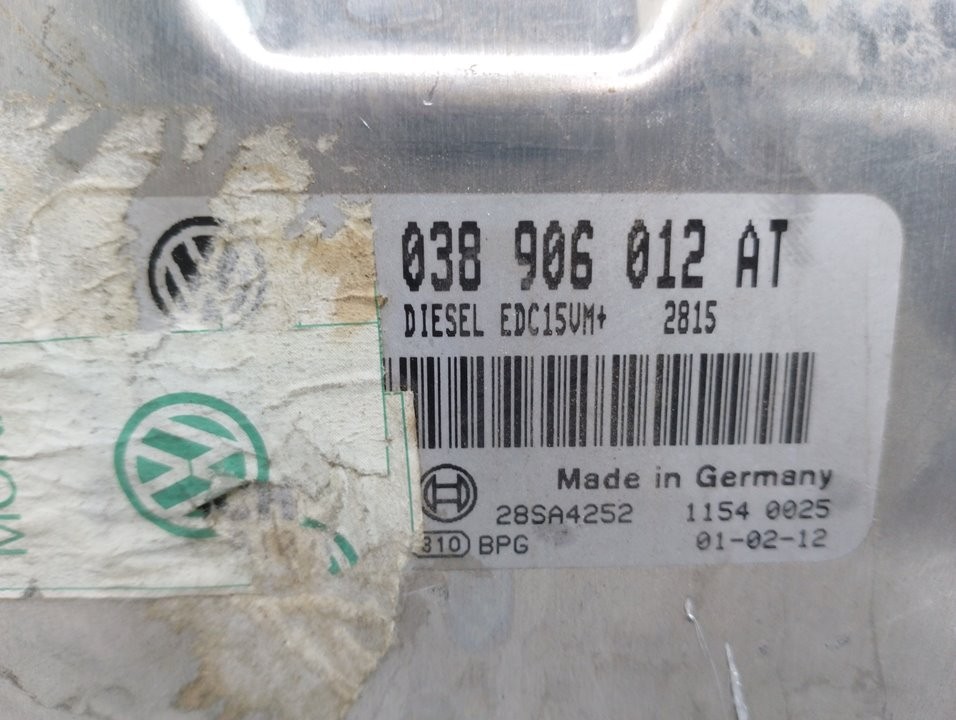 038 906 012 AT
DIESEL EDC15VM+ 2815
Made in Germany
28SA4252 1154 0025
310 BPG 01-02-12